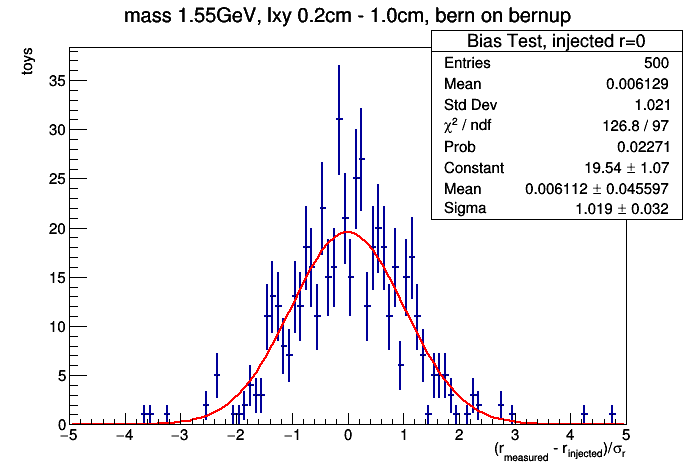 mass 1.55GeV, lxy 0.2cm - 1.0cm, bern on bernup
Bias Test, injected r=0
Entries 500
Mean 0.006129
Std Dev 1.021
χ² / ndf 126.8 / 97
Prob 0.02271
Constant 19.54 ± 1.07
Mean 0.006112 ± 0.045597
Sigma 1.019 ± 0.032
toys
35
30
25
20
15
10
5
0
−5 −4 −3 −2 −1 0 1 2 3 4 5
(r_measured - r_injected)/σ_r